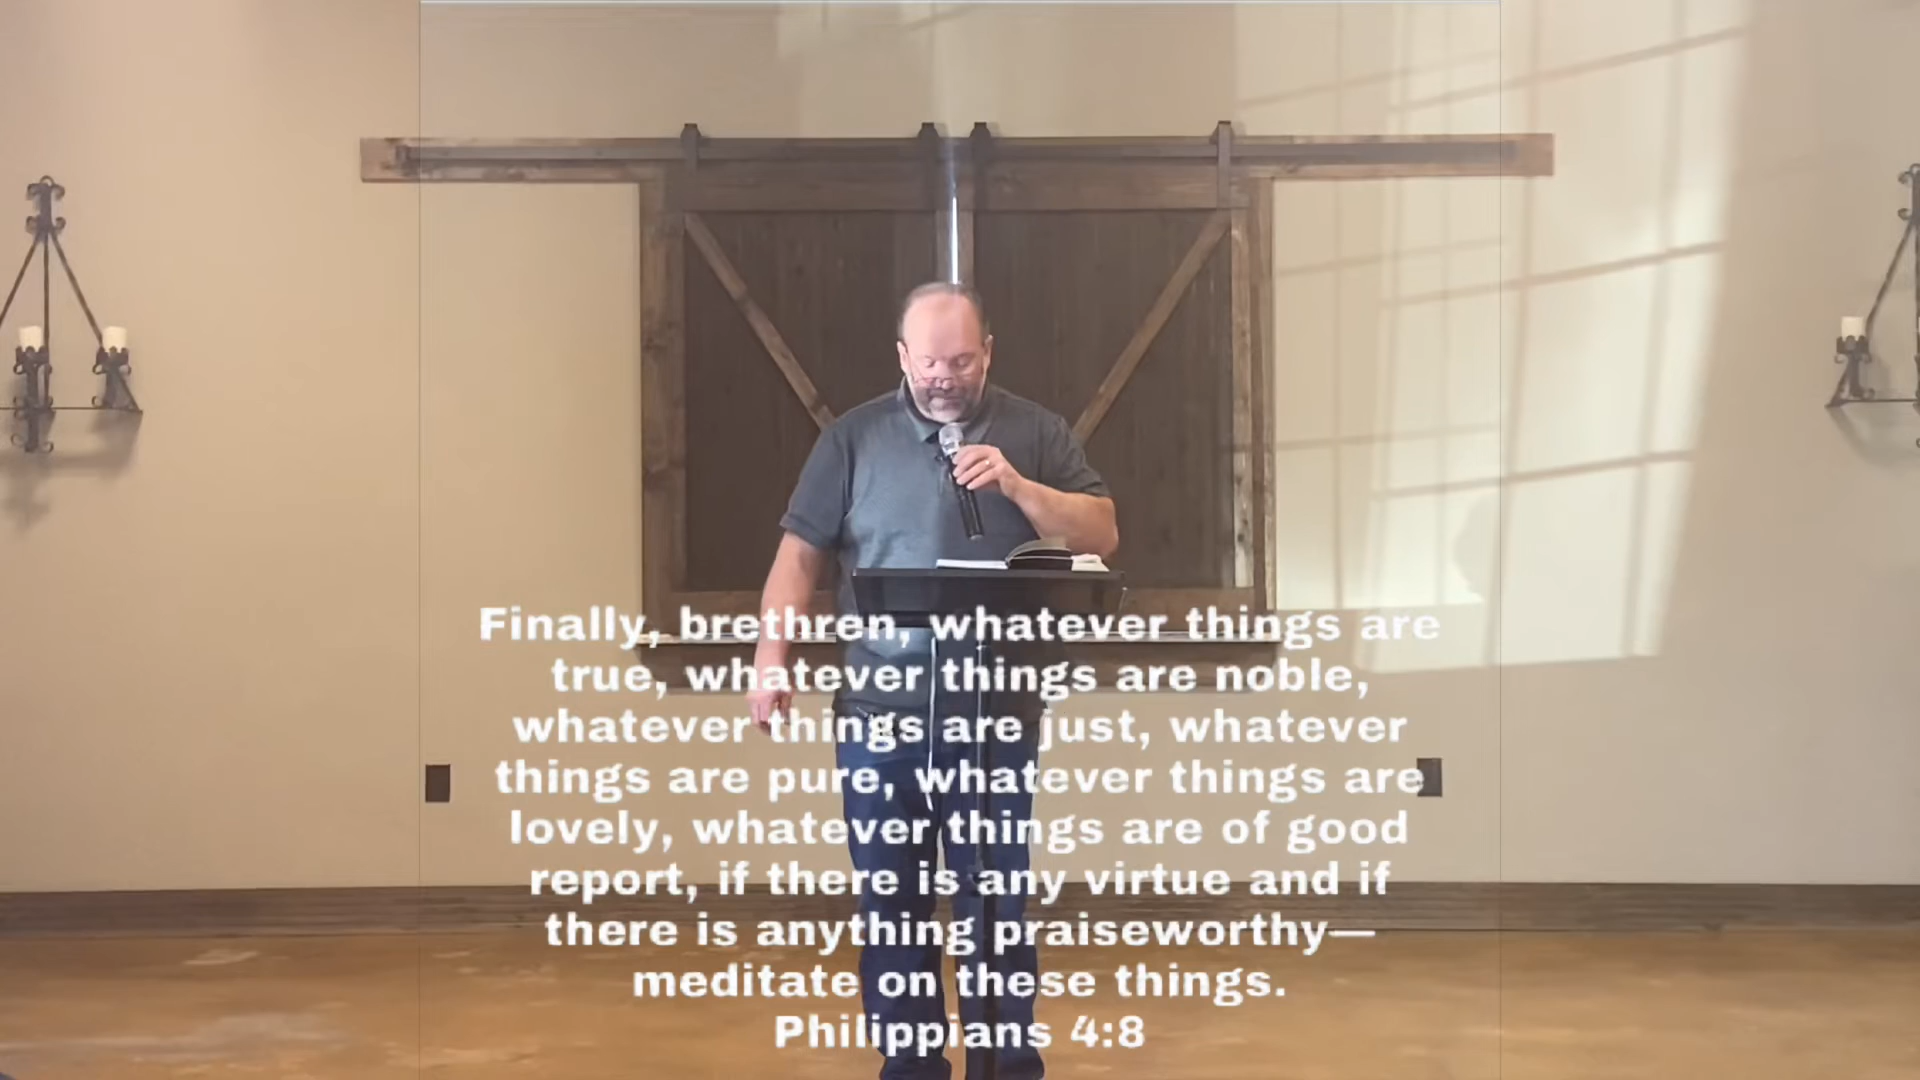 Finally, brethren, whatever things are
true, whatever things are noble,
whatever things are just, whatever
things are pure, whatever things are
lovely, whatever things are of good
report, if there is any virtue and if
there is anything praiseworthy—
meditate on these things.
Philippians 4:8